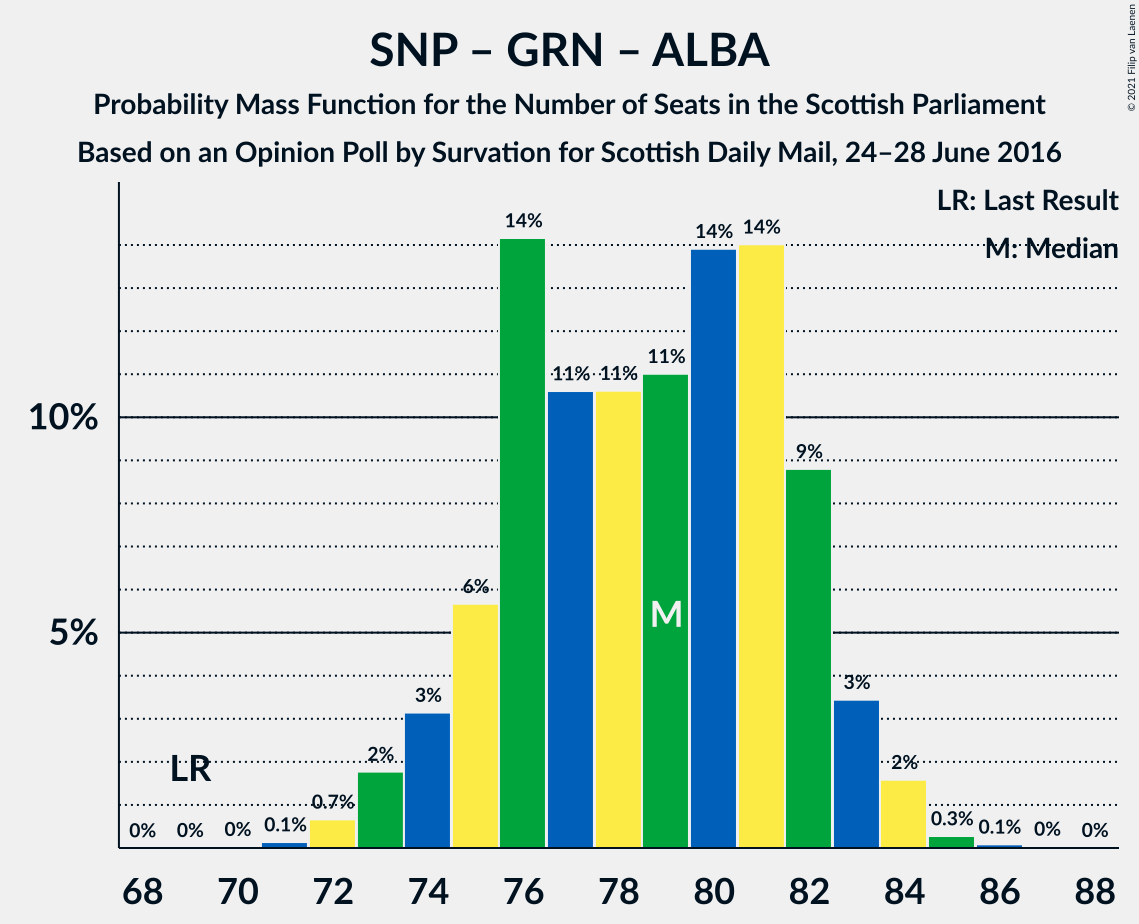 SNP – GRN – ALBA
Probability Mass Function for the Number of Seats in the Scottish Parliament
Based on an Opinion Poll by Survation for Scottish Daily Mail, 24–28 June 2016
© 2021 Filip van Laenen
LR: Last Result
M: Median
14%
14%
14%
11%
11%
11%
10%
9%
6%
M
5%
3%
3%
2%
LR
2%
0.7%
0%
0%
0%
0.1%
0.3%
0.1%
0%
0%
68 70 72 74 76 78 80 82 84 86 88